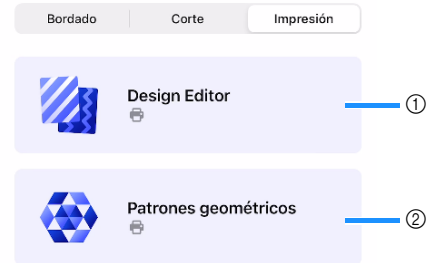 Bordado Corte Impresión
Design Editor
①
Patrones geométricos
②